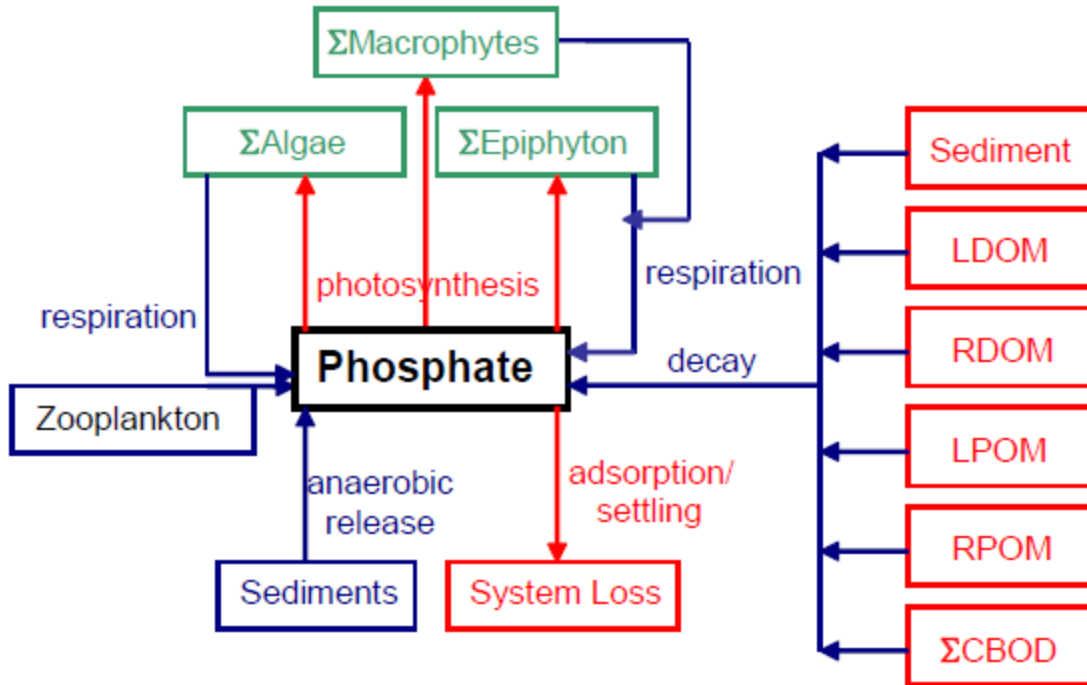 ΣMacrophytes
ΣAlgae
ΣEpiphyton
Sediment
LDOM
photosynthesis
respiration
respiration
RDOM
Phosphate
decay
Zooplankton
LPOM
anaerobic
release
adsorption/
settling
RPOM
Sediments
System Loss
ΣCBOD